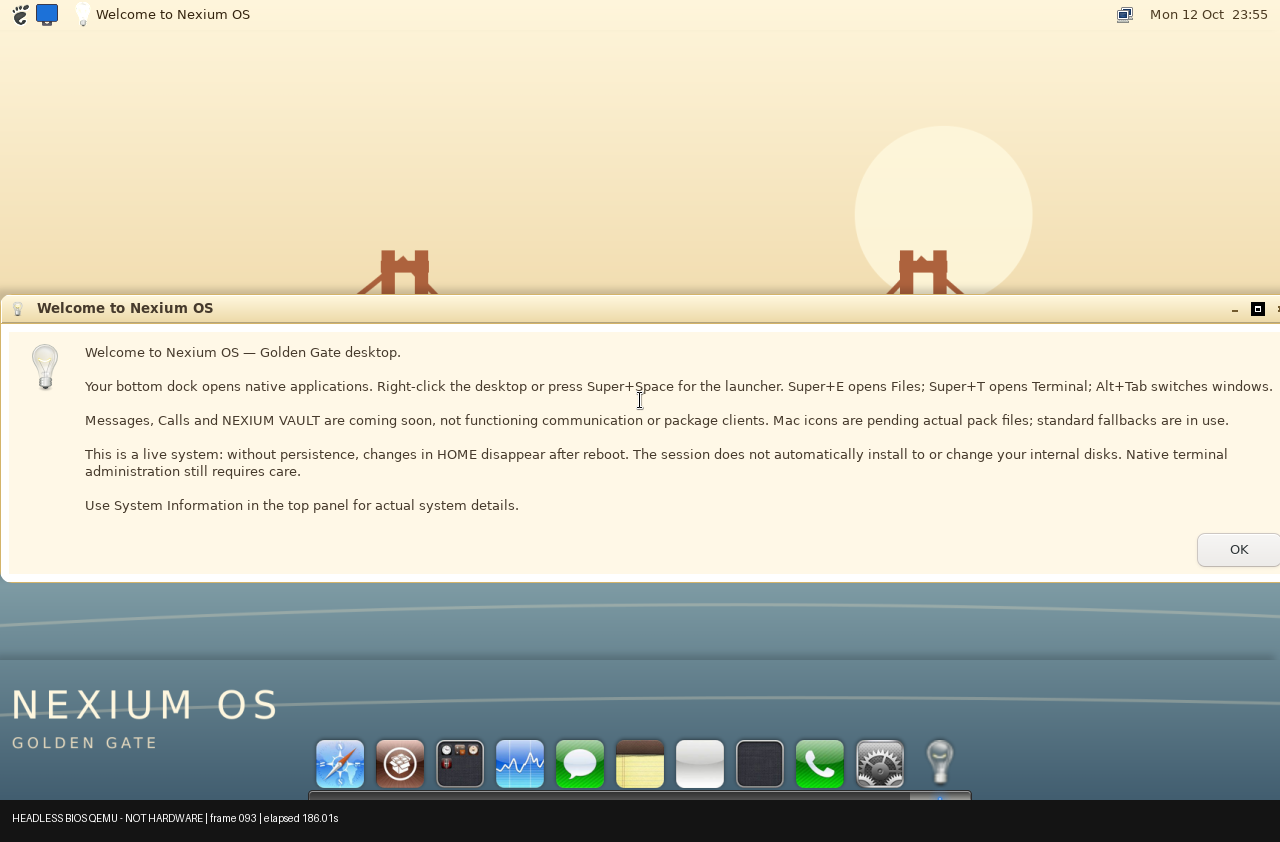 Welcome to Nexium OS
Mon 12 Oct 23:55
Welcome to Nexium OS
Welcome to Nexium OS — Golden Gate desktop.
Your bottom dock opens native applications. Right-click the desktop or press Super+Space for the launcher. Super+E opens Files; Super+T opens Terminal; Alt+Tab switches windows.
Messages, Calls and NEXIUM VAULT are coming soon, not functioning communication or package clients. Mac icons are pending actual pack files; standard fallbacks are in use.
This is a live system: without persistence, changes in HOME disappear after reboot. The session does not automatically install to or change your internal disks. Native terminal
administration still requires care.
Use System Information in the top panel for actual system details.
OK
NEXIUM OS
GOLDEN GATE
HEADLESS BIOS QEMU - NOT HARDWARE | frame 093 | elapsed 186.01s